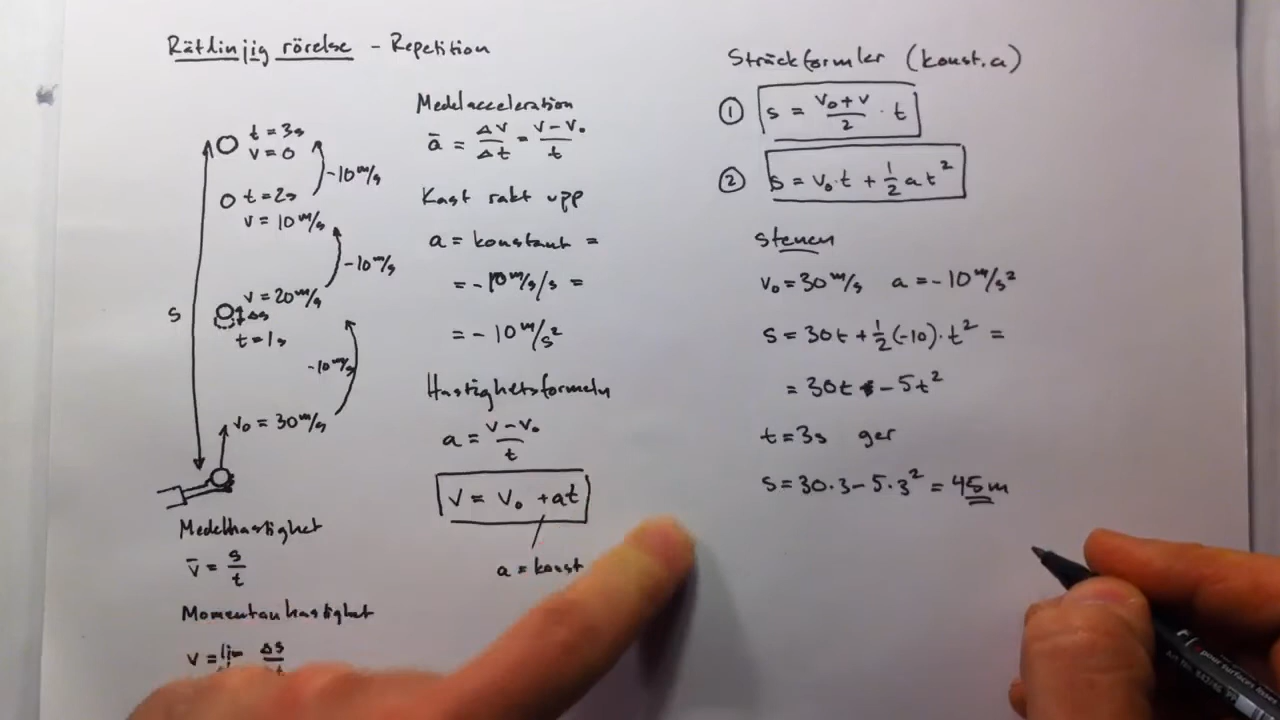 Rätlinjig rörelse - Repetition
t = 3s
v = 0
-10 m/s
t = 2s
v = 10 m/s
-10 m/s
v = 20 m/s
Δs
t = 1s
-10 m/s
s
v₀ = 30 m/s
Medelhastighet
v̄ = s/t
Momentanhastighet
v = Δs
Medelacceleration
ā = Δv/Δt = v-v₀/t
Kast rakt upp
a = konstant =
= -10 m/s/s =
= -10 m/s²
Hastighetsformeln
a = v-v₀/t
v = v₀ + at
a = konst
Sträckformler (konst. a)
① s = v₀+v/2 · t
② s = v₀·t + 1/2 at²
stenen
v₀ = 30 m/s a = -10 m/s²
s = 30t + 1/2 (-10)·t² =
= 30t - 5t²
t = 3s ger
s = 30·3 - 5·3² = 45 m